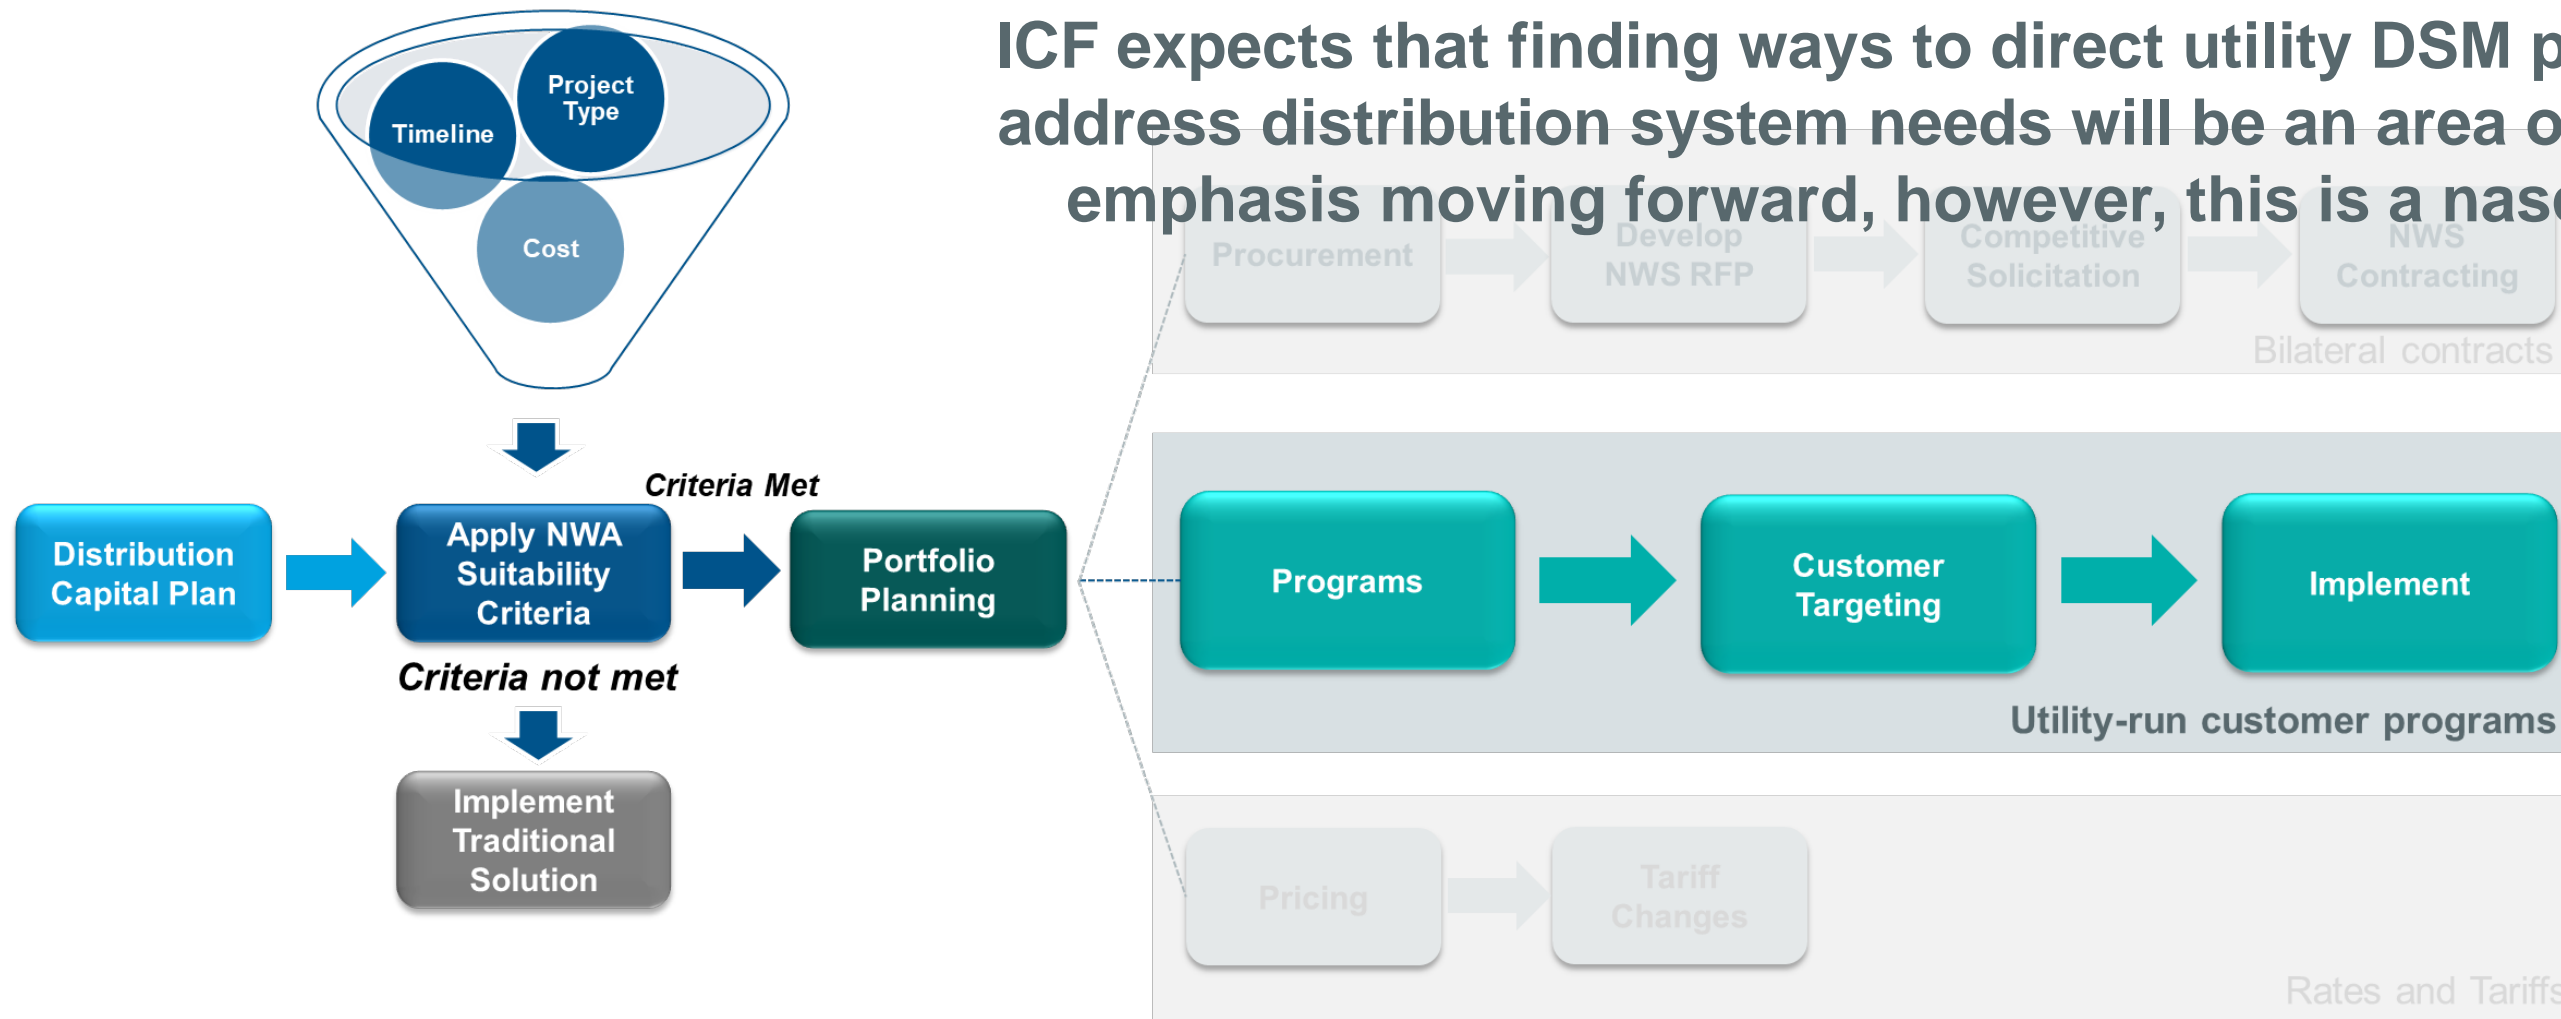 ICF expects that finding ways to direct utility DSM
address distribution system needs will be an area
emphasis moving forward, however, this is a
Project
Type
Timeline
Cost
Procurement
Develop
NWS RFP
Competitive
Solicitation
NWS
Contracting
Bilateral contracts
Criteria Met
Distribution
Capital Plan
Apply NWA
Suitability
Criteria
Portfolio
Planning
Programs
Customer
Targeting
Implement
Criteria not met
Utility-run customer programs
Implement
Traditional
Solution
Pricing
Tariff
Changes
Rates and Tariffs